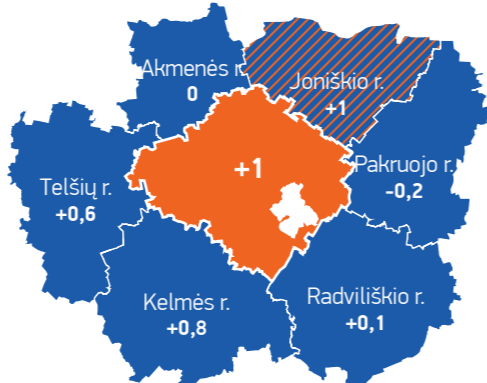 Akmenės r.
0
Joniškio r.
+1
+1
Pakruojo r.
-0,2
Telšių r.
+0,6
Kelmės r.
+0,8
Radviliškio r.
+0,1